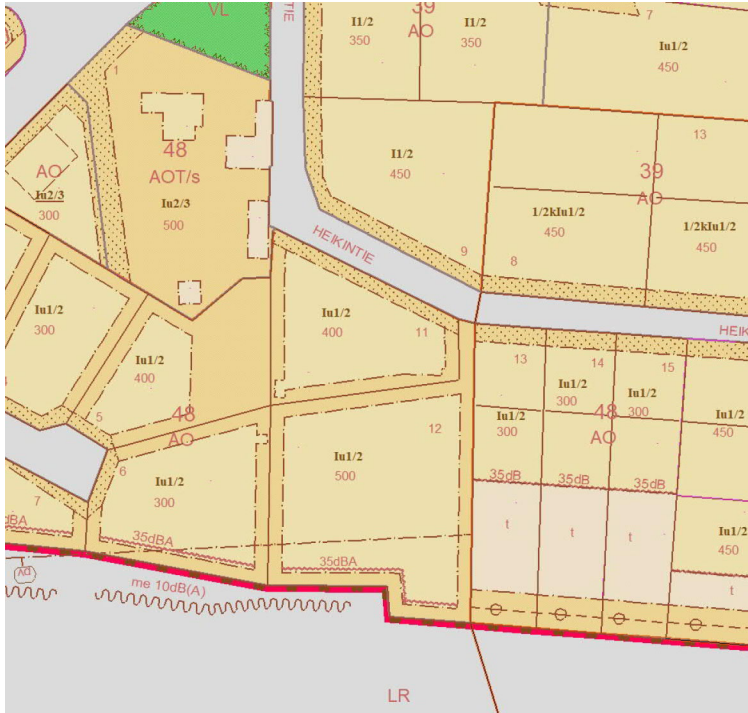 VL
TIE
I1/2
350
I1/2
350
39
AO
7
Iu1/2
450
1
48
AOT/s
Iu2/3
500
AO
Iu2/3
300
I1/2
450
13
39
AO
1/2kIu1/2
450
1/2kIu1/2
450
9
8
HEIKINTIE
HEIK
Iu1/2
300
Iu1/2
400
5
48
AO
Iu1/2
400
11
13
14
15
Iu1/2
300
Iu1/2
300
Iu1/2
300
48
AO
Iu1/2
450
6
Iu1/2
300
12
Iu1/2
500
35dB
35dB
35dB
7
dBA
35dBA
35dBA
t
t
t
Iu1/2
450
t
pv
me 10dB(A)
LR